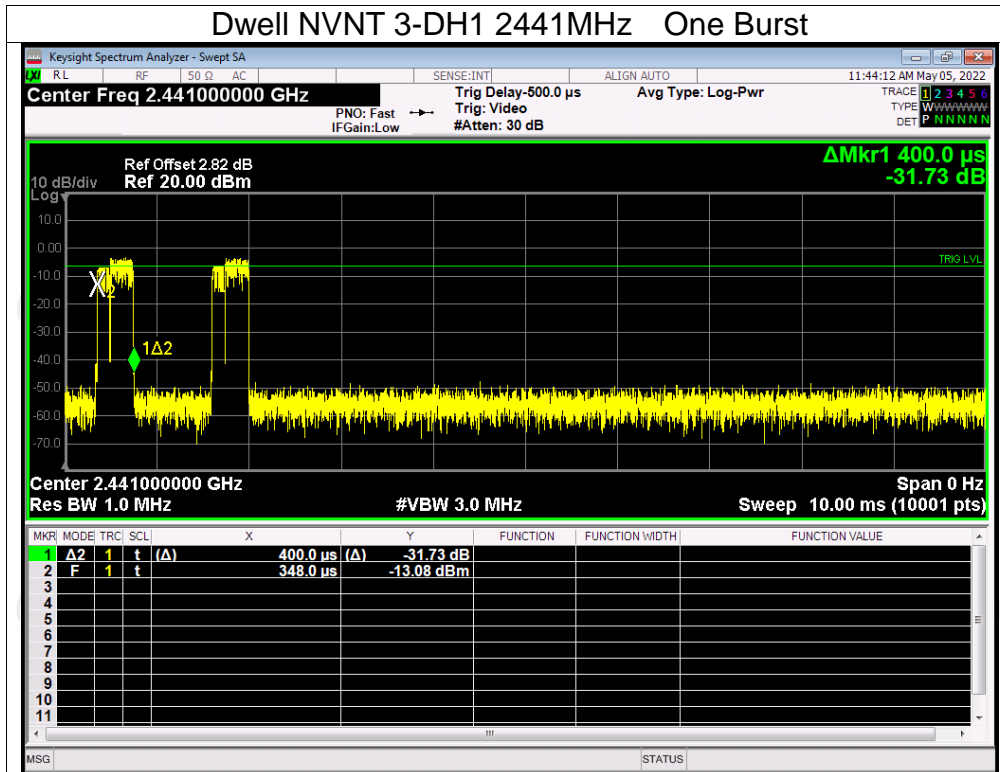 Dwell NVNT 3-DH1 2441MHz One Burst
Keysight Spectrum Analyzer - Swept SA
LXI RL RF 50 Ω AC SENSE:INT ALIGN AUTO 11:44:12 AM May 05, 2022
Center Freq 2.441000000 GHz
PNO: Fast
IFGain:Low
Trig Delay-500.0 µs
Trig: Video
#Atten: 30 dB
Avg Type: Log-Pwr
TRACE 1 2 3 4 5 6
TYPE WWWWWW
DET P N N N N N
ΔMkr1 400.0 µs
-31.73 dB
Ref Offset 2.82 dB
10 dB/div Ref 20.00 dBm
Log
10.0
0.00
TRIG LVL
-10.0
2
-20.0
-30.0
1Δ2
-40.0
-50.0
-60.0
-70.0
Center 2.441000000 GHz Span 0 Hz
Res BW 1.0 MHz #VBW 3.0 MHz Sweep 10.00 ms (10001 pts)
MKR MODE TRC SCL X Y FUNCTION FUNCTION WIDTH FUNCTION VALUE
1 Δ2 1 t (Δ) 400.0 µs (Δ) -31.73 dB
2 F 1 t 348.0 µs -13.08 dBm
3
4
5
6
7
8
9
10
11
MSG STATUS